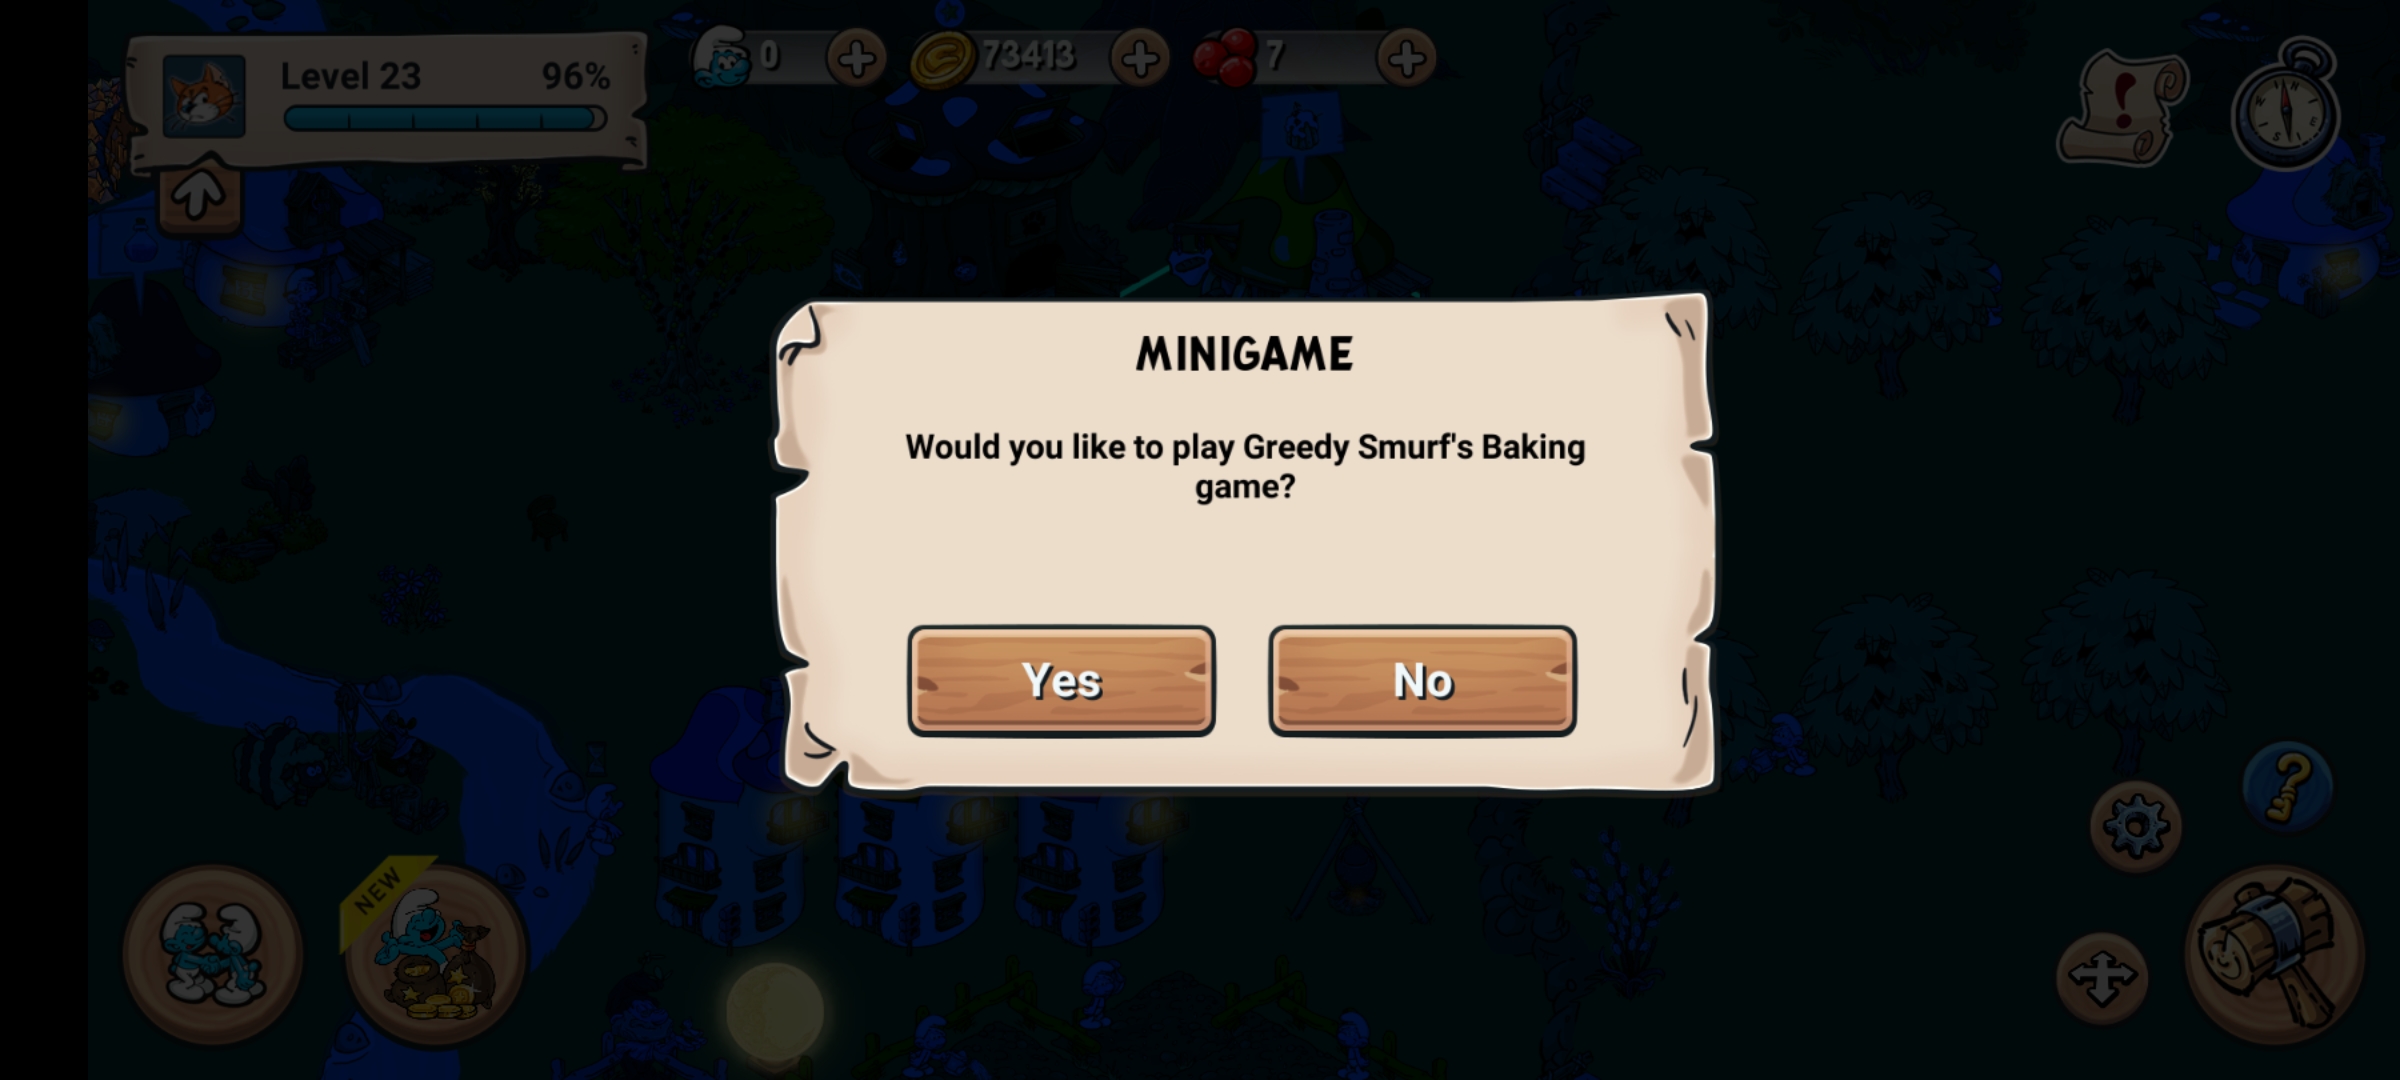 Level 23 96%
0
73413
7
MINIGAME
Would you like to play Greedy Smurf's Baking
game?
Yes
No
NEW